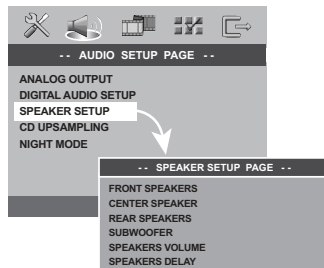 -- AUDIO SETUP PAGE --
ANALOG OUTPUT
DIGITAL AUDIO SETUP
SPEAKER SETUP
CD UPSAMPLING
NIGHT MODE
-- SPEAKER SETUP PAGE --
FRONT SPEAKERS
CENTER SPEAKER
REAR SPEAKERS
SUBWOOFER
SPEAKERS VOLUME
SPEAKERS DELAY